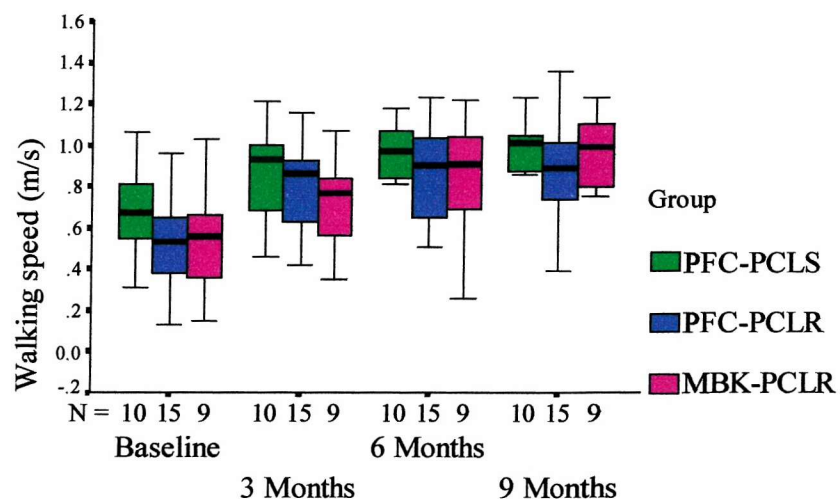 1.6
1.4
1.2
1.0
.8
.6
.4
.2
0.0
-.2
Walking speed (m/s)
N = 10 15 9 10 15 9 10 15 9 10 15 9
Baseline 6 Months
3 Months 9 Months
Group
PFC-PCLS
PFC-PCLR
MBK-PCLR